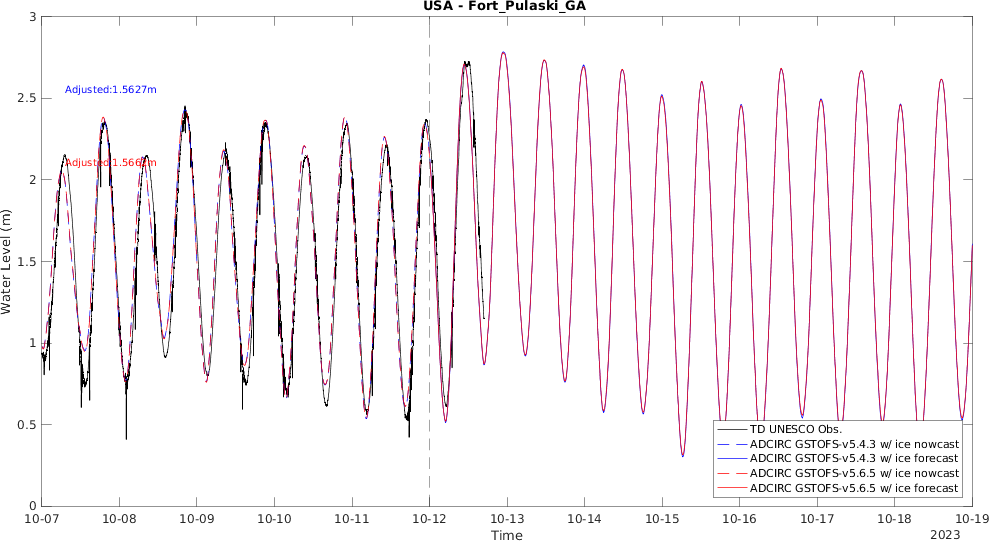 USA - Fort_Pulaski_GA
3
2.5
2
1.5
1
0.5
0
Water Level (m)
Adjusted:1.5627m
TD UNESCO Obs.
ADCIRC GSTOFS-v5.4.3 w/ ice nowcast
ADCIRC GSTOFS-v5.4.3 w/ ice forecast
ADCIRC GSTOFS-v5.6.5 w/ ice nowcast
ADCIRC GSTOFS-v5.6.5 w/ ice forecast
10-07 10-08 10-09 10-10 10-11 10-12 10-13 10-14 10-15 10-16 10-17 10-18 10-19
Time
2023